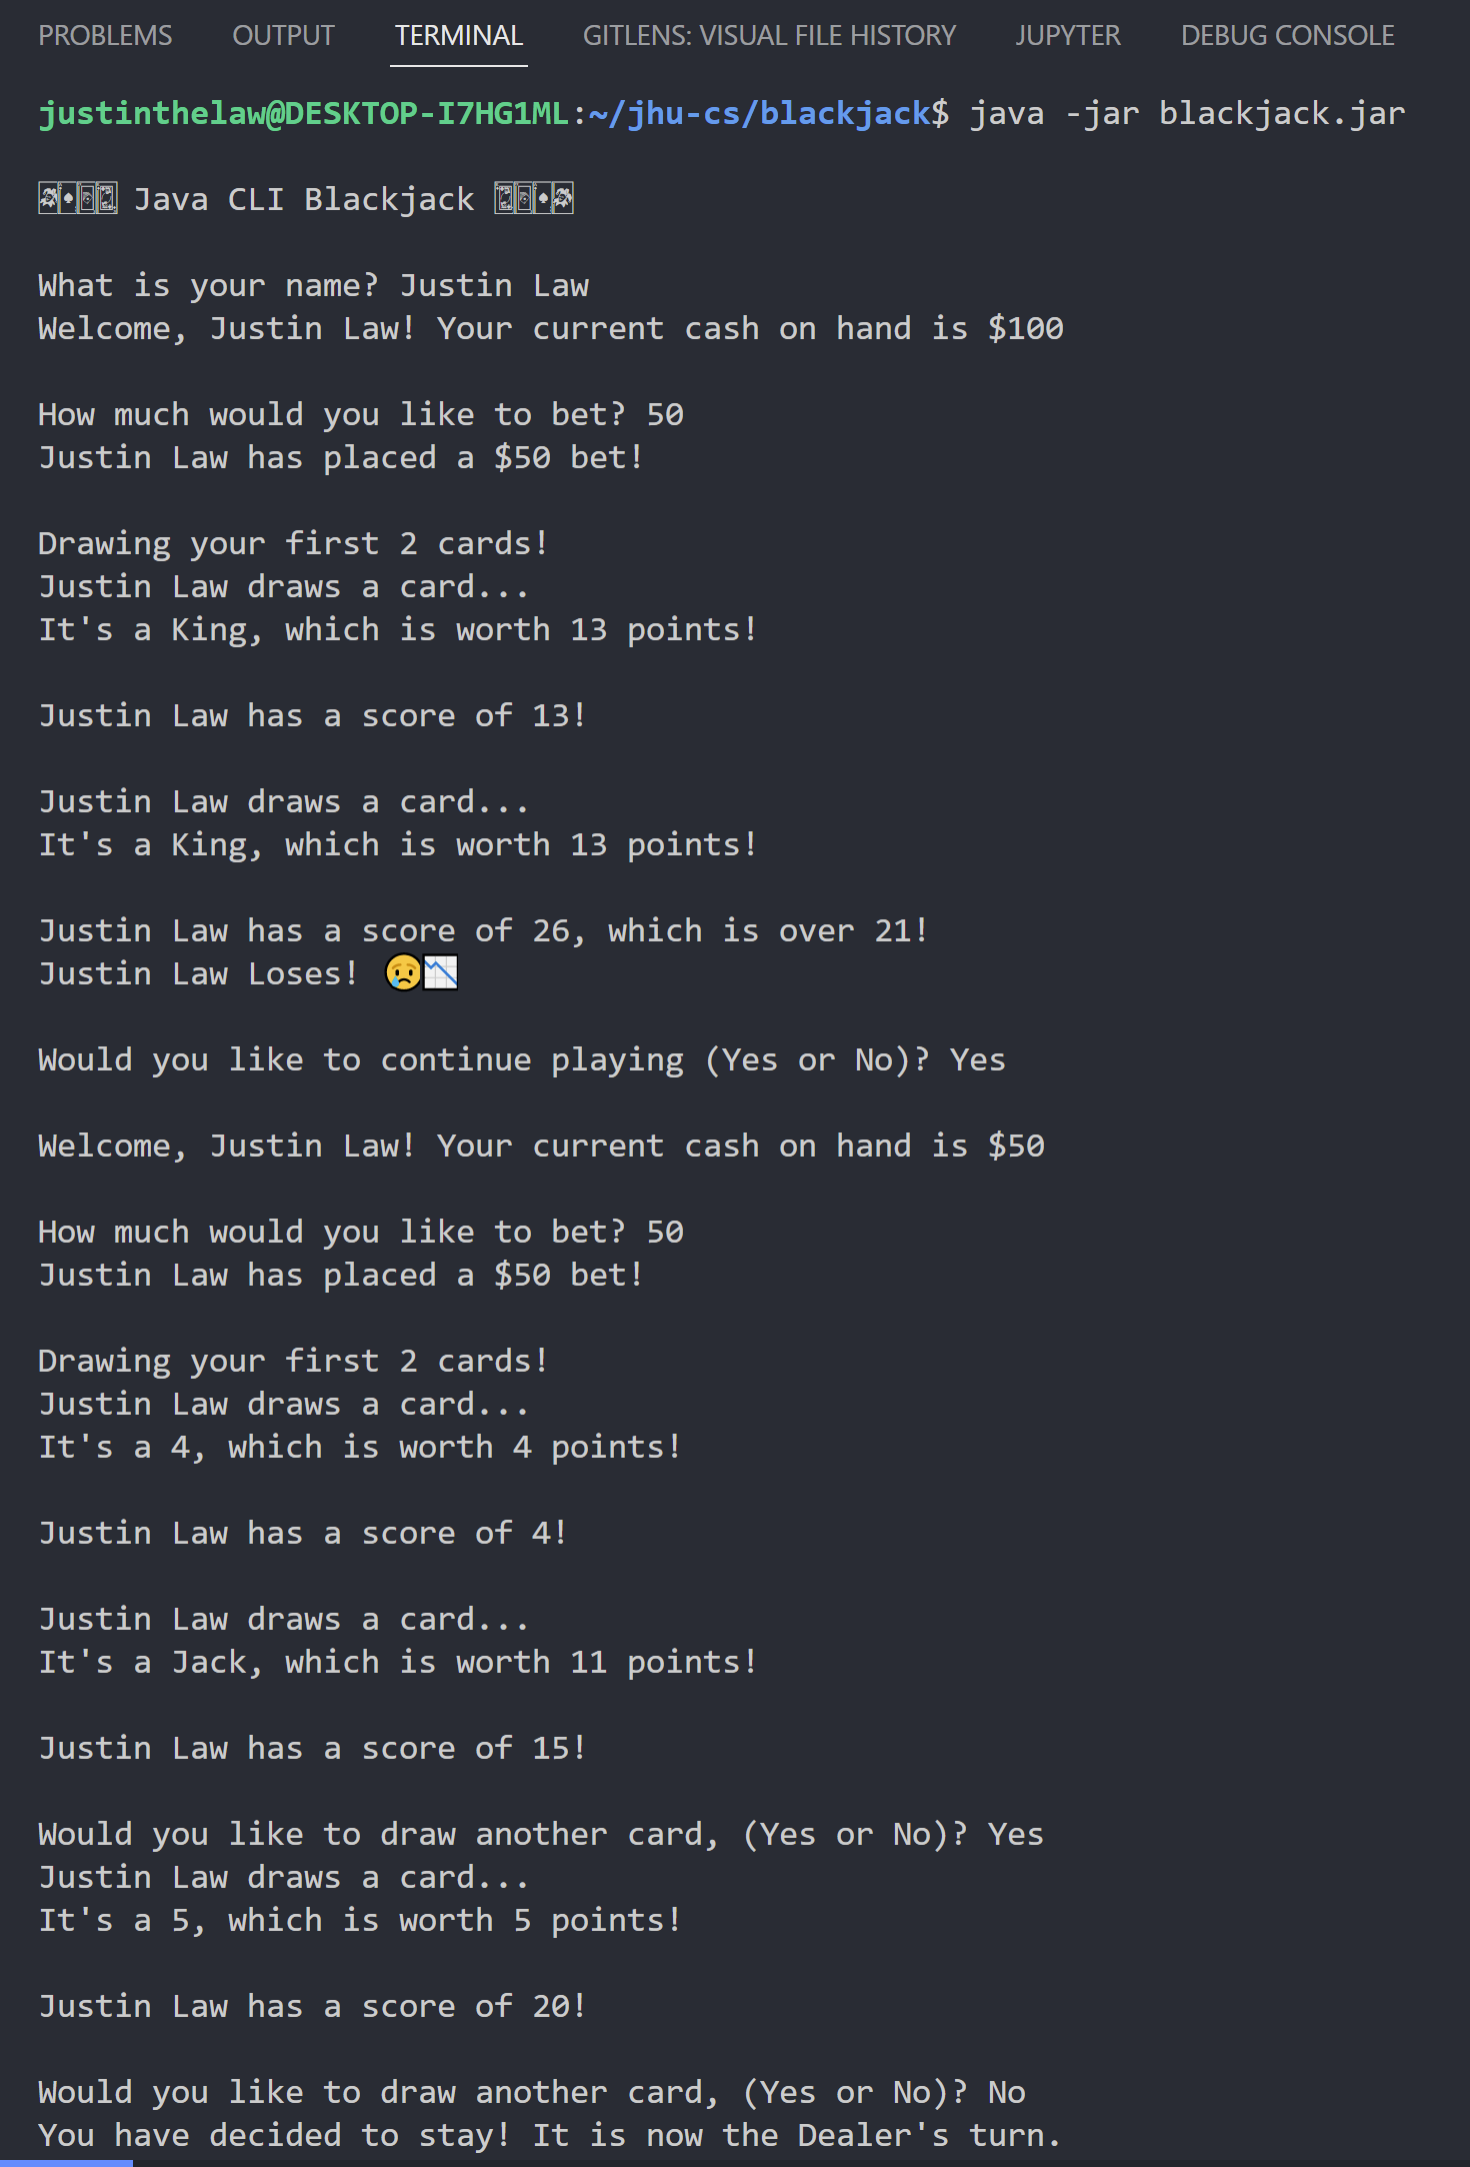 PROBLEMS OUTPUT TERMINAL GITLENS: VISUAL FILE HISTORY JUPYTER DEBUG CONSOLE
justinthelaw@DESKTOP-I7HG1ML:~/jhu-cs/blackjack$ java -jar blackjack.jar
Java CLI Blackjack
What is your name? Justin Law
Welcome, Justin Law! Your current cash on hand is $100
How much would you like to bet? 50
Justin Law has placed a $50 bet!
Drawing your first 2 cards!
Justin Law draws a card...
It's a King, which is worth 13 points!
Justin Law has a score of 13!
Justin Law draws a card...
It's a King, which is worth 13 points!
Justin Law has a score of 26, which is over 21!
Justin Law Loses! 😢📉
Would you like to continue playing (Yes or No)? Yes
Welcome, Justin Law! Your current cash on hand is $50
How much would you like to bet? 50
Justin Law has placed a $50 bet!
Drawing your first 2 cards!
Justin Law draws a card...
It's a 4, which is worth 4 points!
Justin Law has a score of 4!
Justin Law draws a card...
It's a Jack, which is worth 11 points!
Justin Law has a score of 15!
Would you like to draw another card, (Yes or No)? Yes
Justin Law draws a card...
It's a 5, which is worth 5 points!
Justin Law has a score of 20!
Would you like to draw another card, (Yes or No)? No
You have decided to stay! It is now the Dealer's turn.